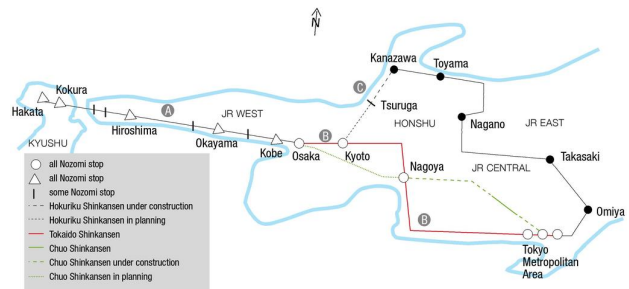 N
Kanazawa
Toyama
C
Kokura
Hakata
A
Tsuruga
JR WEST
HONSHU
JR EAST
Hiroshima
Nagano
KYUSHU
Okayama
B
Kobe
Osaka
Kyoto
Nagoya
JR CENTRAL
Takasaki
Omiya
B
Tokyo
Metropolitan
Area
all Nozomi stop
all Nozomi stop
some Nozomi stop
Hokuriku Shinkansen under construction
Hokuriku Shinkansen in planning
Tokaido Shinkansen
Chuo Shinkansen
Chuo Shinkansen under construction
Chuo Shinkansen in planning